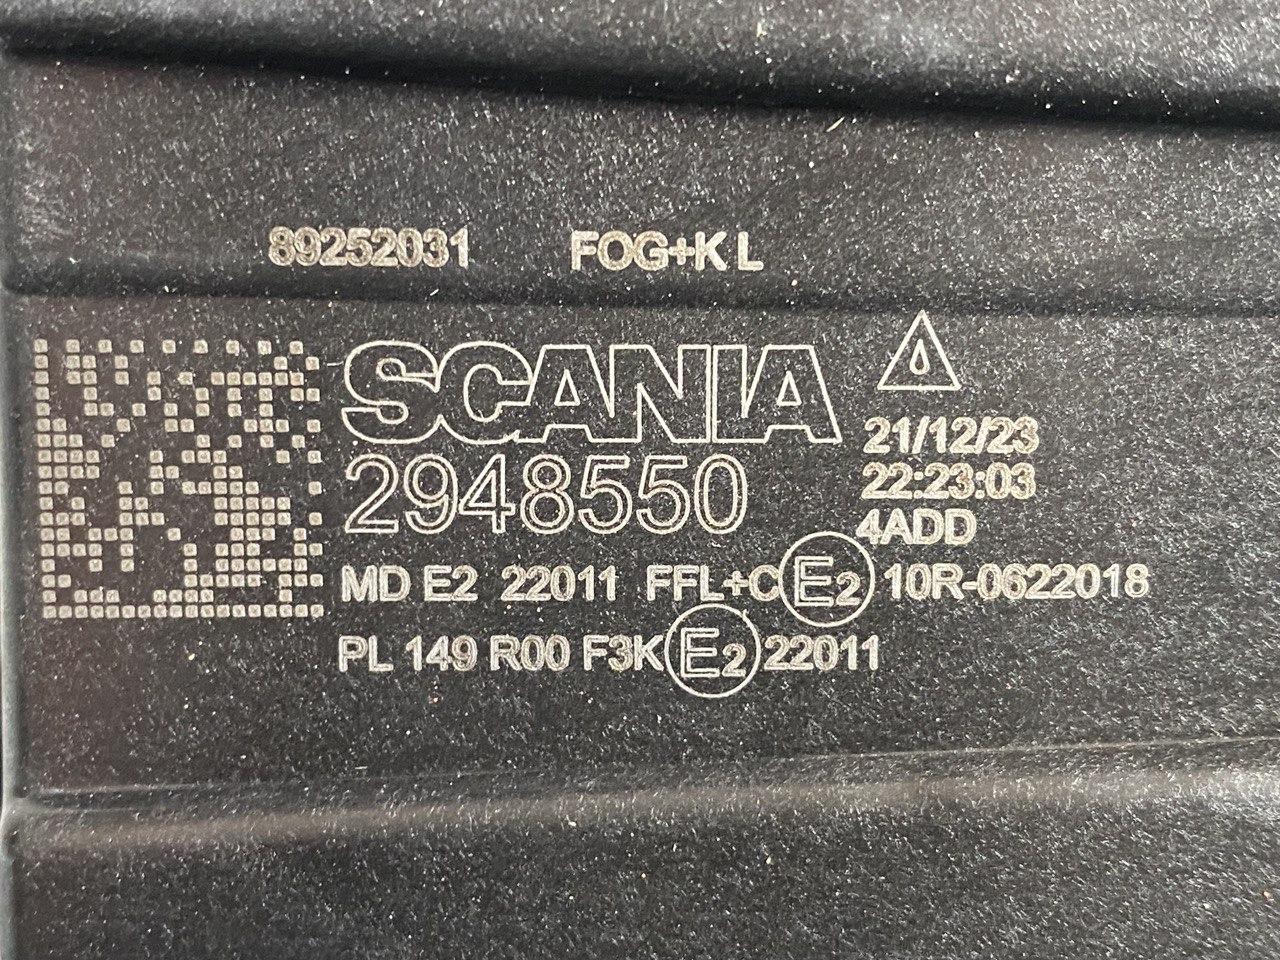 89252031 FOG+K L
SCANIA
2948550
21/12/23
22:23:03
4ADD
MD E2 22011 FFL+C E2 10R-0622018
PL 149 R00 F3K E2 22011